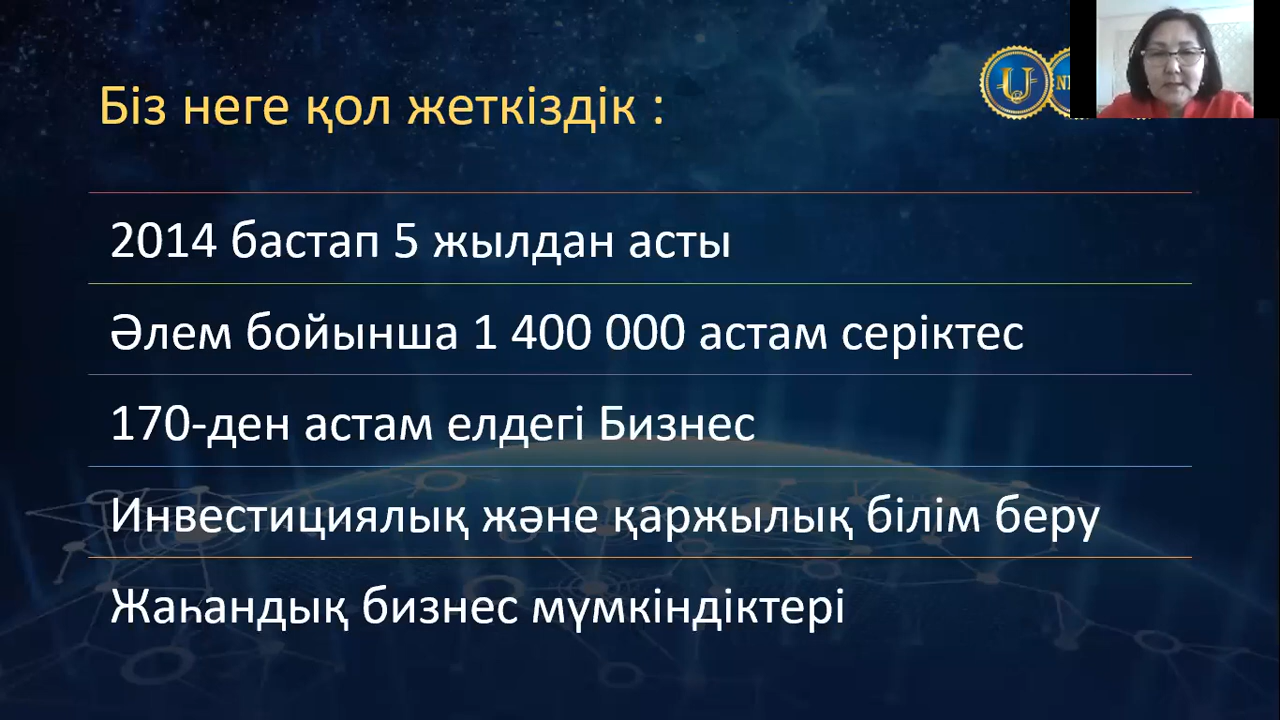 Біз неге қол жеткіздік :
2014 бастап 5 жылдан асты
Әлем бойынша 1 400 000 астам серіктес
170-ден астам елдегі Бизнес
Инвестициялық және қаржылық білім беру
Жаһандық бизнес мүмкіндіктері